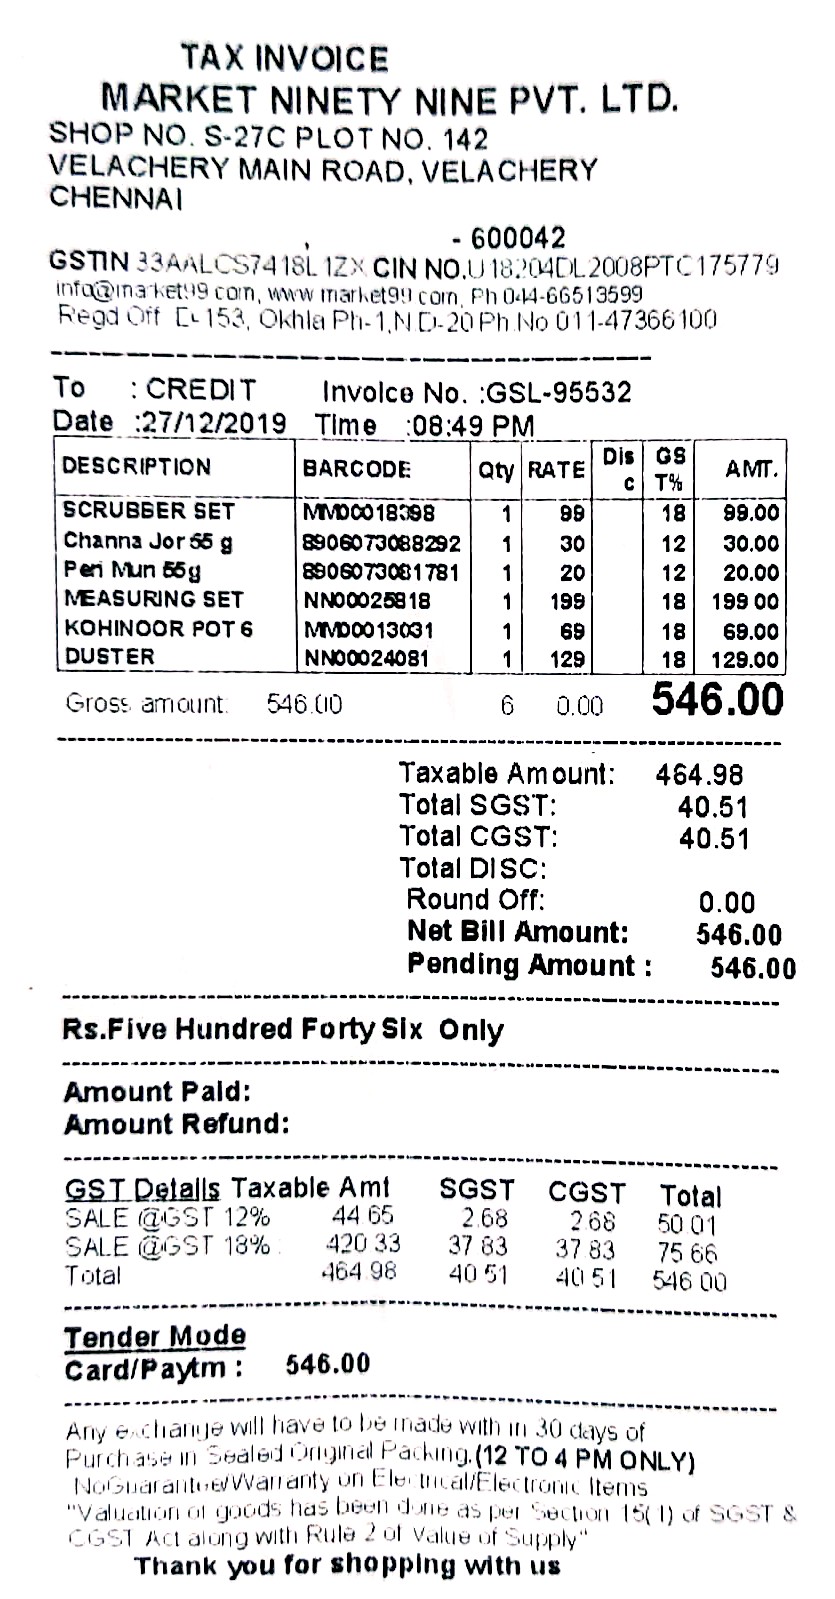 TAX INVOICE
MARKET NINETY NINE PVT. LTD.
SHOP NO. S-27C PLOT NO. 142
VELACHERY MAIN ROAD, VELACHERY
CHENNAI
, - 600042
GSTIN 33AALCS7418L1ZX CIN NO.U18204DL2008PTC175779
info@market99.com, www.market99.com, Ph 044-66513599
Regd Off E-153, Okhla Ph-1,N.D-20 Ph.No 011-47366100
To : CREDIT Invoice No. :GSL-95532
Date :27/12/2019 Time :08:49 PM
DESCRIPTION BARCODE Qty RATE Disc GST% AMT.
SCRUBBER SET MM00018398 1 99 18 99.00
Channa Jor 55 g 8906073088292 1 30 12 30.00
Peri Mun 55g 8906073081781 1 20 12 20.00
MEASURING SET NN00025818 1 199 18 199.00
KOHINOOR POT 6 MM00013031 1 69 18 69.00
DUSTER NN00024081 1 129 18 129.00
Gross amount: 546.00 6 0.00 546.00
Taxable Amount: 464.98
Total SGST: 40.51
Total CGST: 40.51
Total DISC:
Round Off: 0.00
Net Bill Amount: 546.00
Pending Amount : 546.00
Rs.Five Hundred Forty Six Only
Amount Paid:
Amount Refund:
GST Details Taxable Amt SGST CGST Total
SALE @GST 12% 44.65 2.68 2.68 50.01
SALE @GST 18% 420.33 37.83 37.83 75.66
Total 464.98 40.51 40.51 546.00
Tender Mode
Card/Paytm : 546.00
Any exchange will have to be made with in 30 days of
Purchase in Sealed Original Packing.(12 TO 4 PM ONLY)
NoGuarantee/Warranty on Electrical/Electronic Items
"Valuation of goods has been done as per Section 15(1) of SGST &
CGST Act along with Rule 2 of Value of Supply"
Thank you for shopping with us